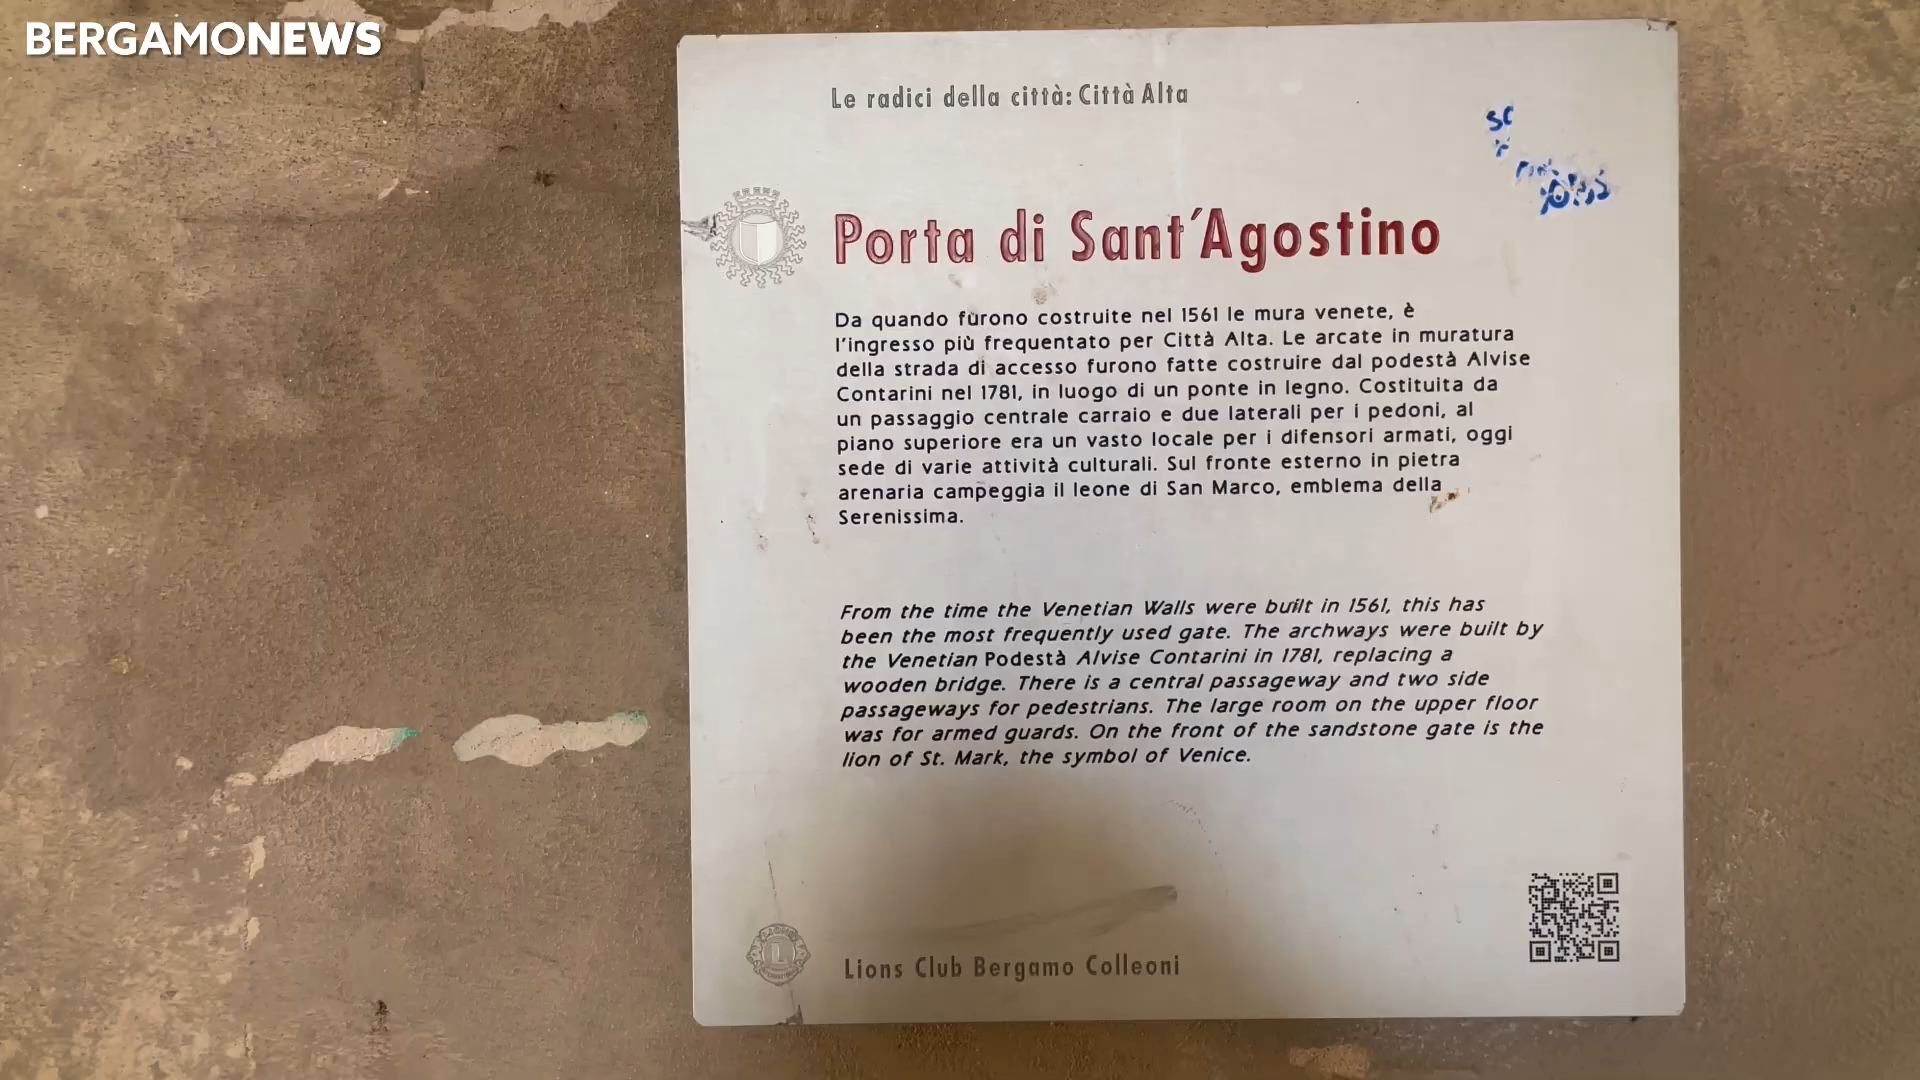 BERGAMONEWS
Le radici della città: Città Alta
Porta di Sant'Agostino
Da quando furono costruite nel 1561 le mura venete, è
l'ingresso più frequentato per Città Alta. Le arcate in muratura
della strada di accesso furono fatte costruire dal podestà Alvise
Contarini nel 1781, in luogo di un ponte in legno. Costituita da
un passaggio centrale carraio e due laterali per i pedoni, al
piano superiore era un vasto locale per i difensori armati, oggi
sede di varie attività culturali. Sul fronte esterno in pietra
arenaria campeggia il leone di San Marco, emblema della
Serenissima.
From the time the Venetian Walls were built in 1561, this has
been the most frequently used gate. The archways were built by
the Venetian Podestà Alvise Contarini in 1781, replacing a
wooden bridge. There is a central passageway and two side
passageways for pedestrians. The large room on the upper floor
was for armed guards. On the front of the sandstone gate is the
lion of St. Mark, the symbol of Venice.
L
Lions Club Bergamo Colleoni